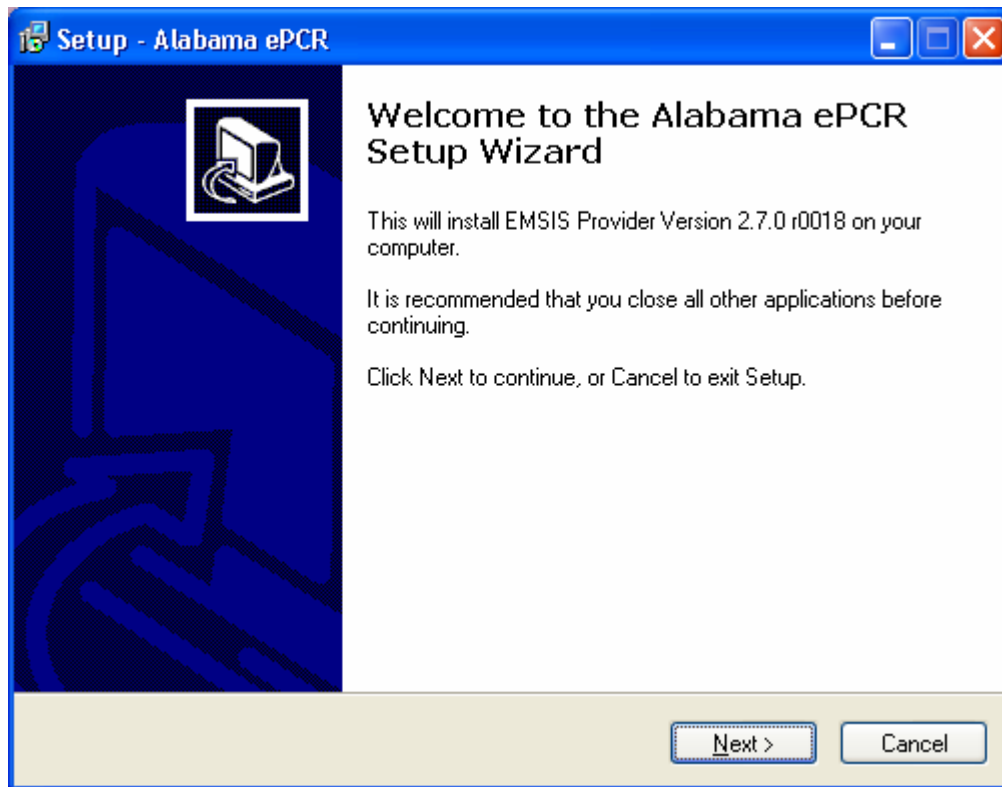 Setup - Alabama ePCR
Welcome to the Alabama ePCR
Setup Wizard
This will install EMSIS Provider Version 2.7.0 r0018 on your
computer.
It is recommended that you close all other applications before
continuing.
Click Next to continue, or Cancel to exit Setup.
Next >
Cancel